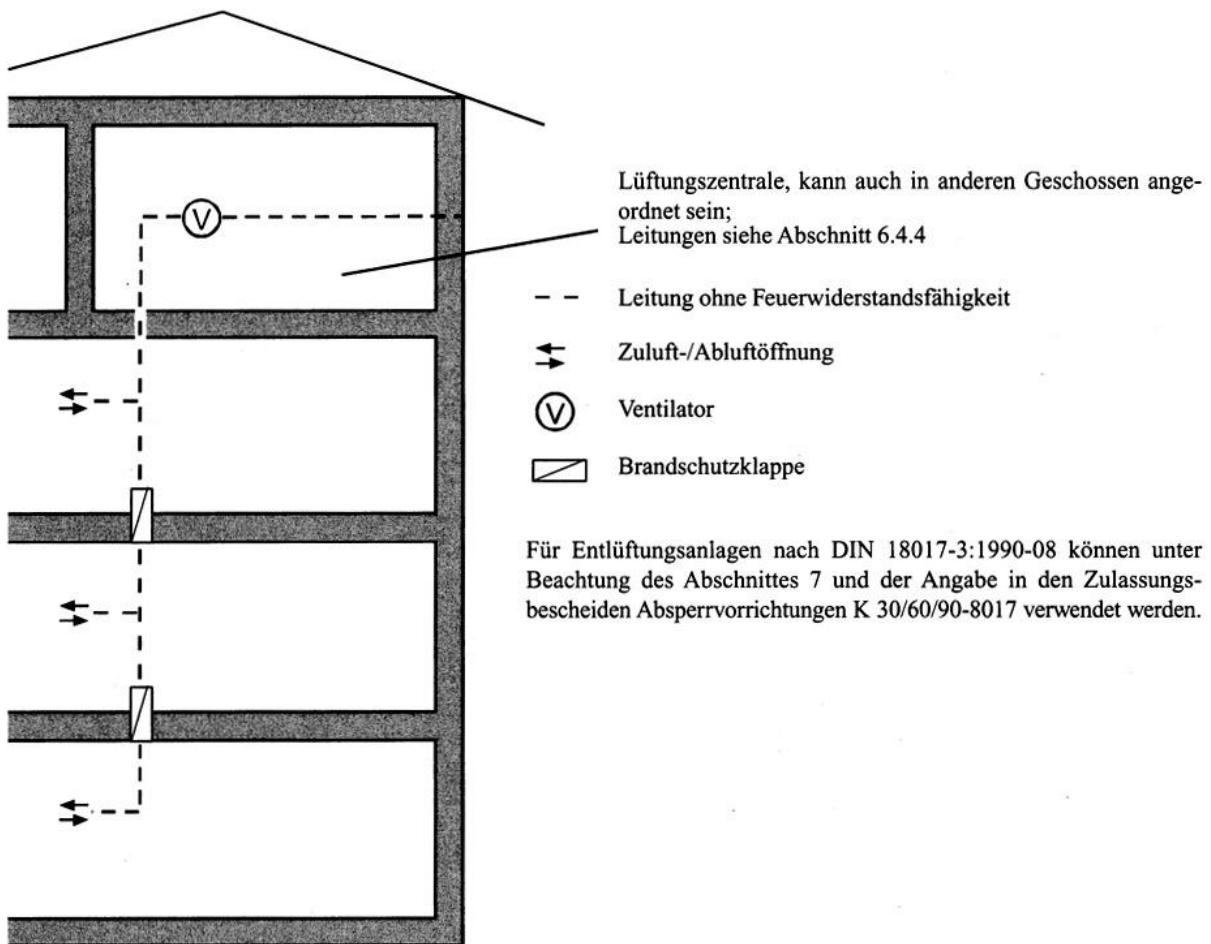 Lüftungszentrale, kann auch in anderen Geschossen ange-
ordnet sein;
Leitungen siehe Abschnitt 6.4.4
Leitung ohne Feuerwiderstandsfähigkeit
Zuluft-/Abluftöffnung
V
V Ventilator
Brandschutzklappe
Für Entlüftungsanlagen nach DIN 18017-3:1990-08 können unter
Beachtung des Abschnittes 7 und der Angabe in den Zulassungs-
bescheiden Absperrvorrichtungen K 30/60/90-8017 verwendet werden.